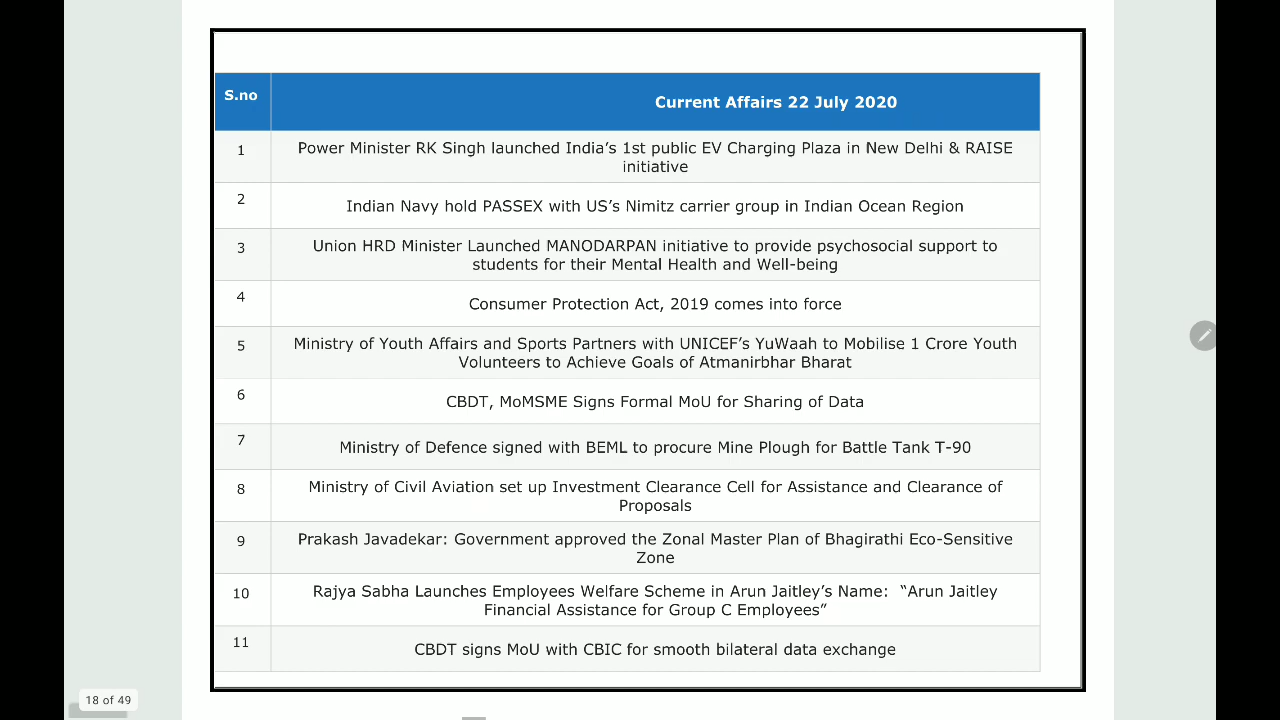 S.no
Current Affairs 22 July 2020
1
Power Minister RK Singh launched India’s 1st public EV Charging Plaza in New Delhi & RAISE
initiative
2
Indian Navy hold PASSEX with US’s Nimitz carrier group in Indian Ocean Region
3
Union HRD Minister Launched MANODARPAN initiative to provide psychosocial support to
students for their Mental Health and Well-being
4
Consumer Protection Act, 2019 comes into force
5
Ministry of Youth Affairs and Sports Partners with UNICEF’s YuWaah to Mobilise 1 Crore Youth
Volunteers to Achieve Goals of Atmanirbhar Bharat
6
CBDT, MoMSME Signs Formal MoU for Sharing of Data
7
Ministry of Defence signed with BEML to procure Mine Plough for Battle Tank T-90
8
Ministry of Civil Aviation set up Investment Clearance Cell for Assistance and Clearance of
Proposals
9
Prakash Javadekar: Government approved the Zonal Master Plan of Bhagirathi Eco-Sensitive
Zone
10
Rajya Sabha Launches Employees Welfare Scheme in Arun Jaitley’s Name:  “Arun Jaitley
Financial Assistance for Group C Employees”
11
CBDT signs MoU with CBIC for smooth bilateral data exchange
18 of 49